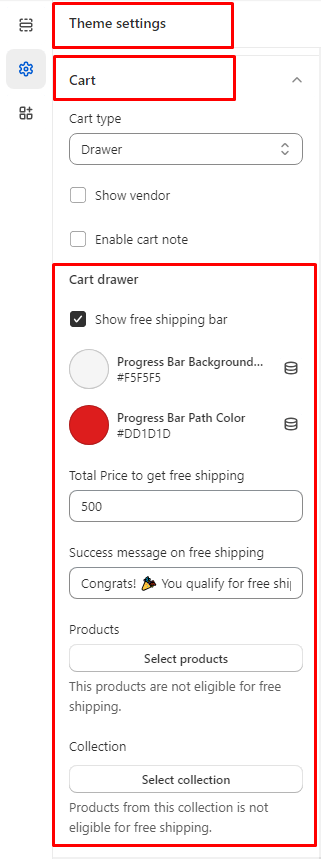 Theme settings
Cart
Cart type
Drawer
Show vendor
Enable cart note
Cart drawer
Show free shipping bar
Progress Bar Background...
#F5F5F5
Progress Bar Path Color
#DD1D1D
Total Price to get free shipping
500
Success message on free shipping
Congrats! 🎉 You qualify for free ship
Products
Select products
This products are not eligible for free
shipping.
Collection
Select collection
Products from this collection is not
eligible for free shipping.